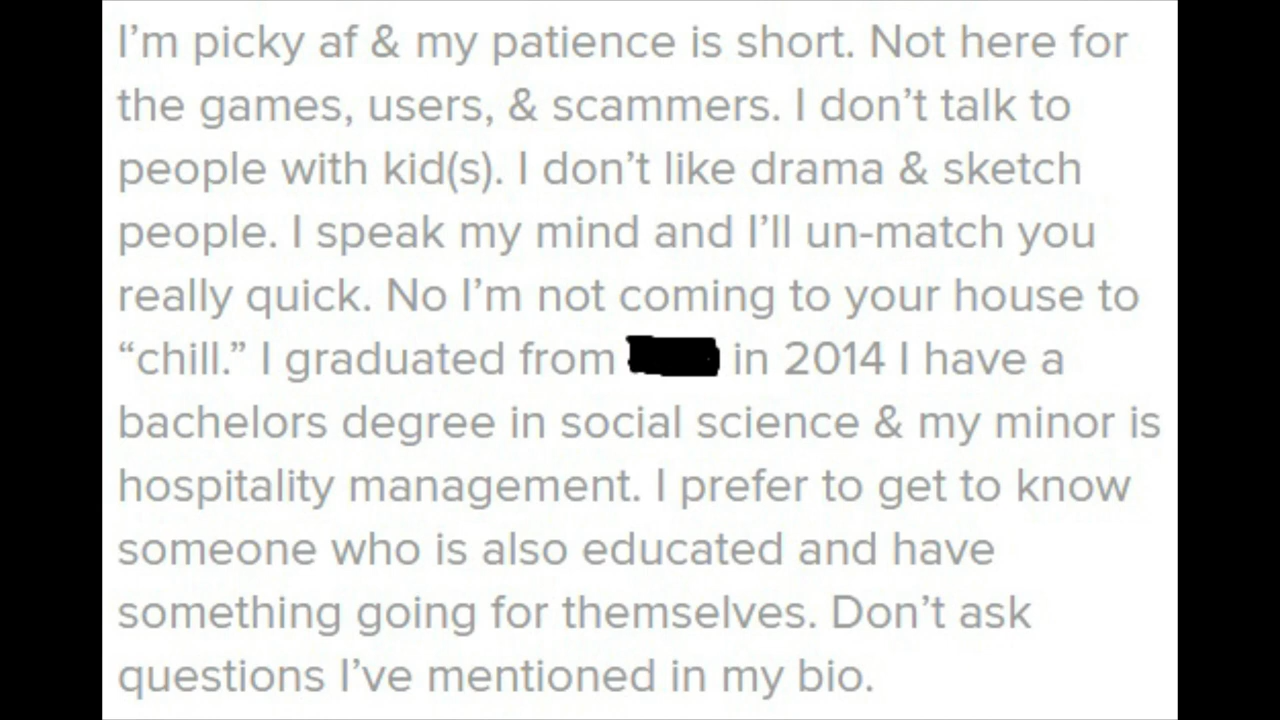 I’m picky af & my patience is short. Not here for
the games, users, & scammers. I don’t talk to
people with kid(s). I don’t like drama & sketch
people. I speak my mind and I’ll un-match you
really quick. No I’m not coming to your house to
“chill.” I graduated from in 2014 I have a
bachelors degree in social science & my minor is
hospitality management. I prefer to get to know
someone who is also educated and have
something going for themselves. Don’t ask
questions I’ve mentioned in my bio.